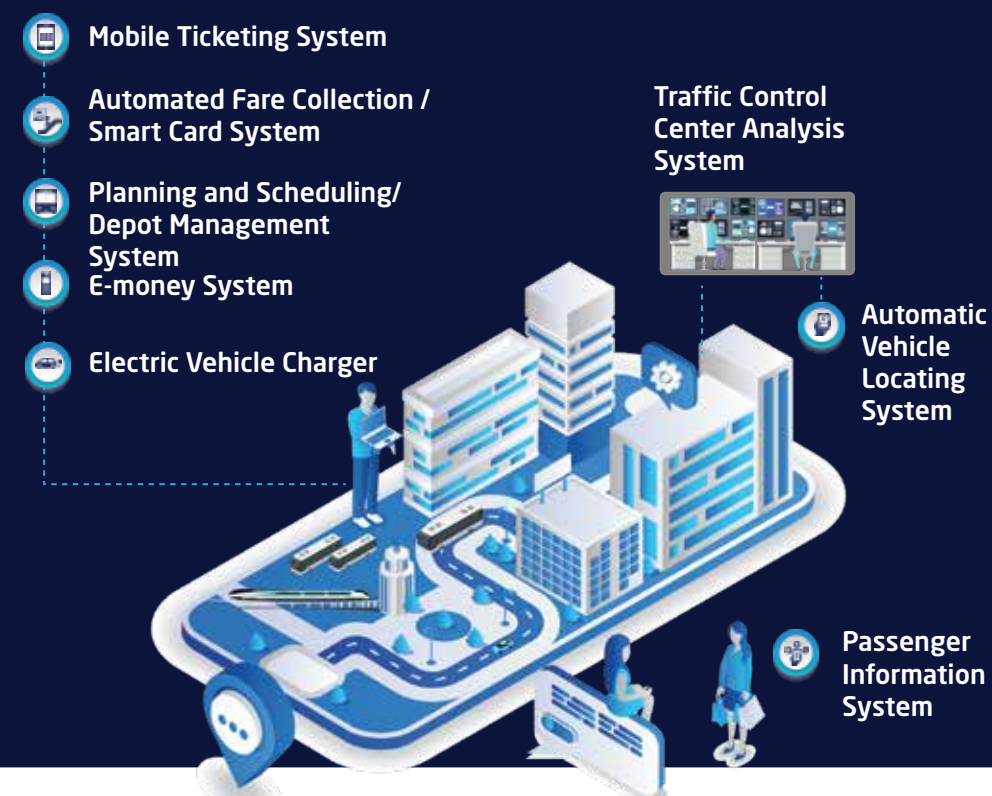 Mobile Ticketing System
Automated Fare Collection /
Smart Card System
Planning and Scheduling/
Depot Management
System
E-money System
Electric Vehicle Charger
Traffic Control
Center Analysis
System
Automatic
Vehicle
Locating
System
Passenger
Information
System